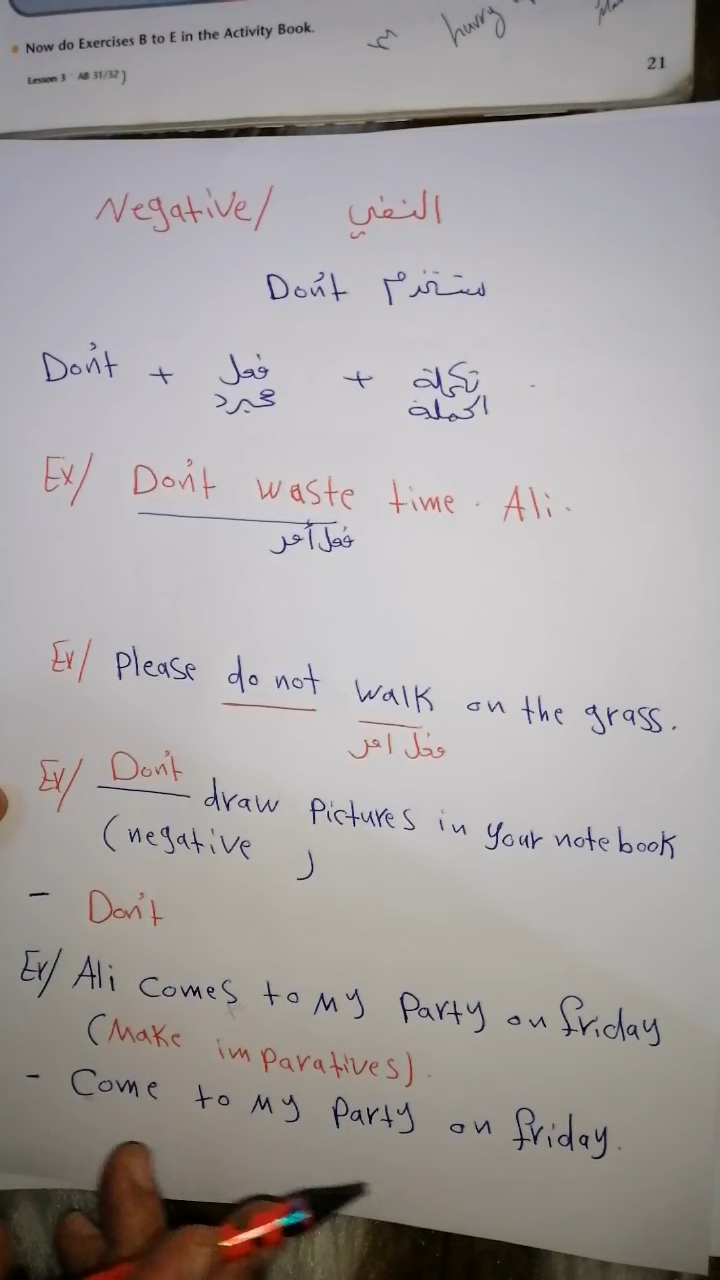 • Now do Exercises B to E in the Activity Book.
hurry
Lesson 3 AB 31/32
21
Negative/ النفي
Don't ستخدم
Don't + فعل مجرد + تكملة الجملة
Ex/ Don't waste time. Ali.
فعل أمر
Ex/ Please do not walk on the grass.
فعل امر
Ex/ Don't draw pictures in your notebook
(negative)
- Don't
Ex/ Ali comes to my party on friday
(Make imparatives).
- Come to my party on friday.